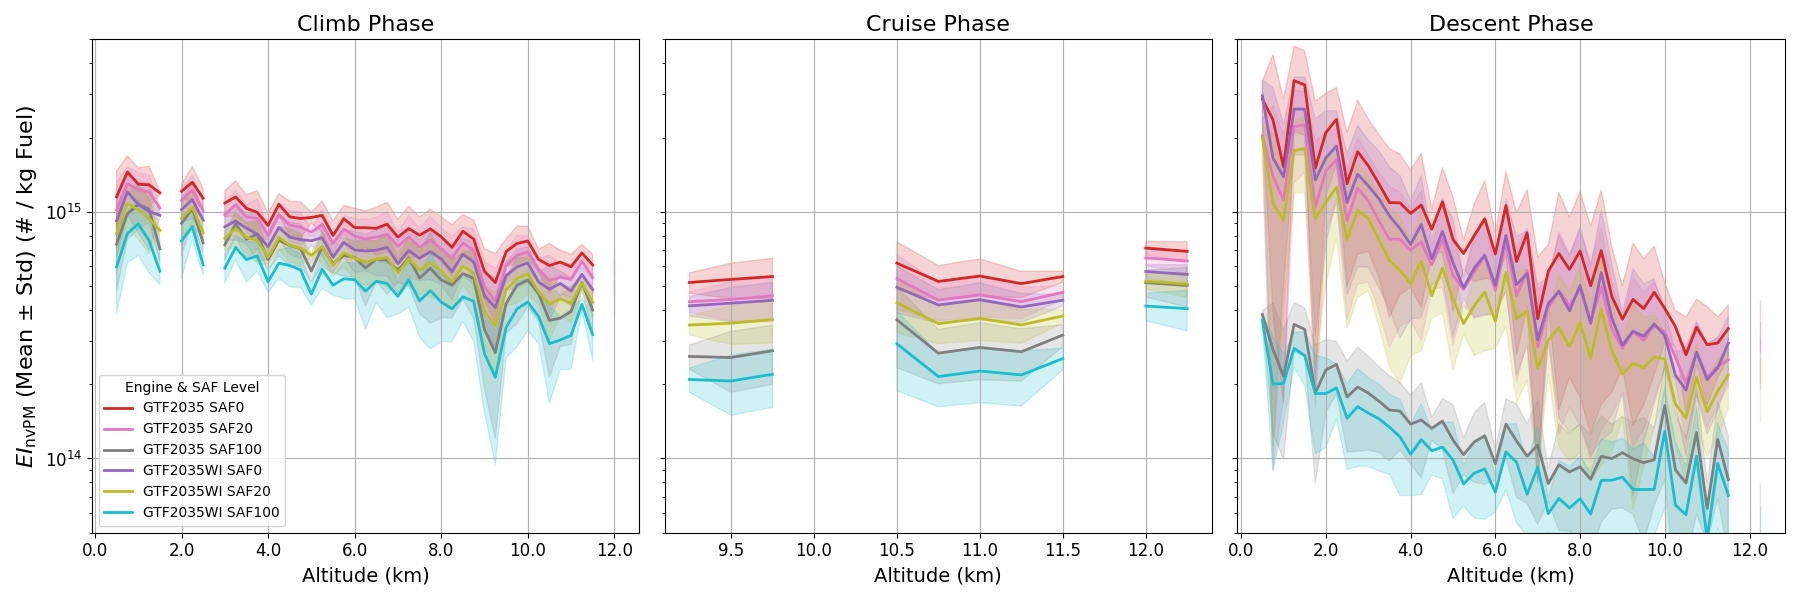 Climb Phase
Cruise Phase
Descent Phase
EI_nvPM (Mean ± Std) (# / kg Fuel)
10^15
10^14
Engine & SAF Level
GTF2035 SAF0
GTF2035 SAF20
GTF2035 SAF100
GTF2035WI SAF0
GTF2035WI SAF20
GTF2035WI SAF100
0.0 2.0 4.0 6.0 8.0 10.0 12.0
9.5 10.0 10.5 11.0 11.5 12.0
0.0 2.0 4.0 6.0 8.0 10.0 12.0
Altitude (km)
Altitude (km)
Altitude (km)